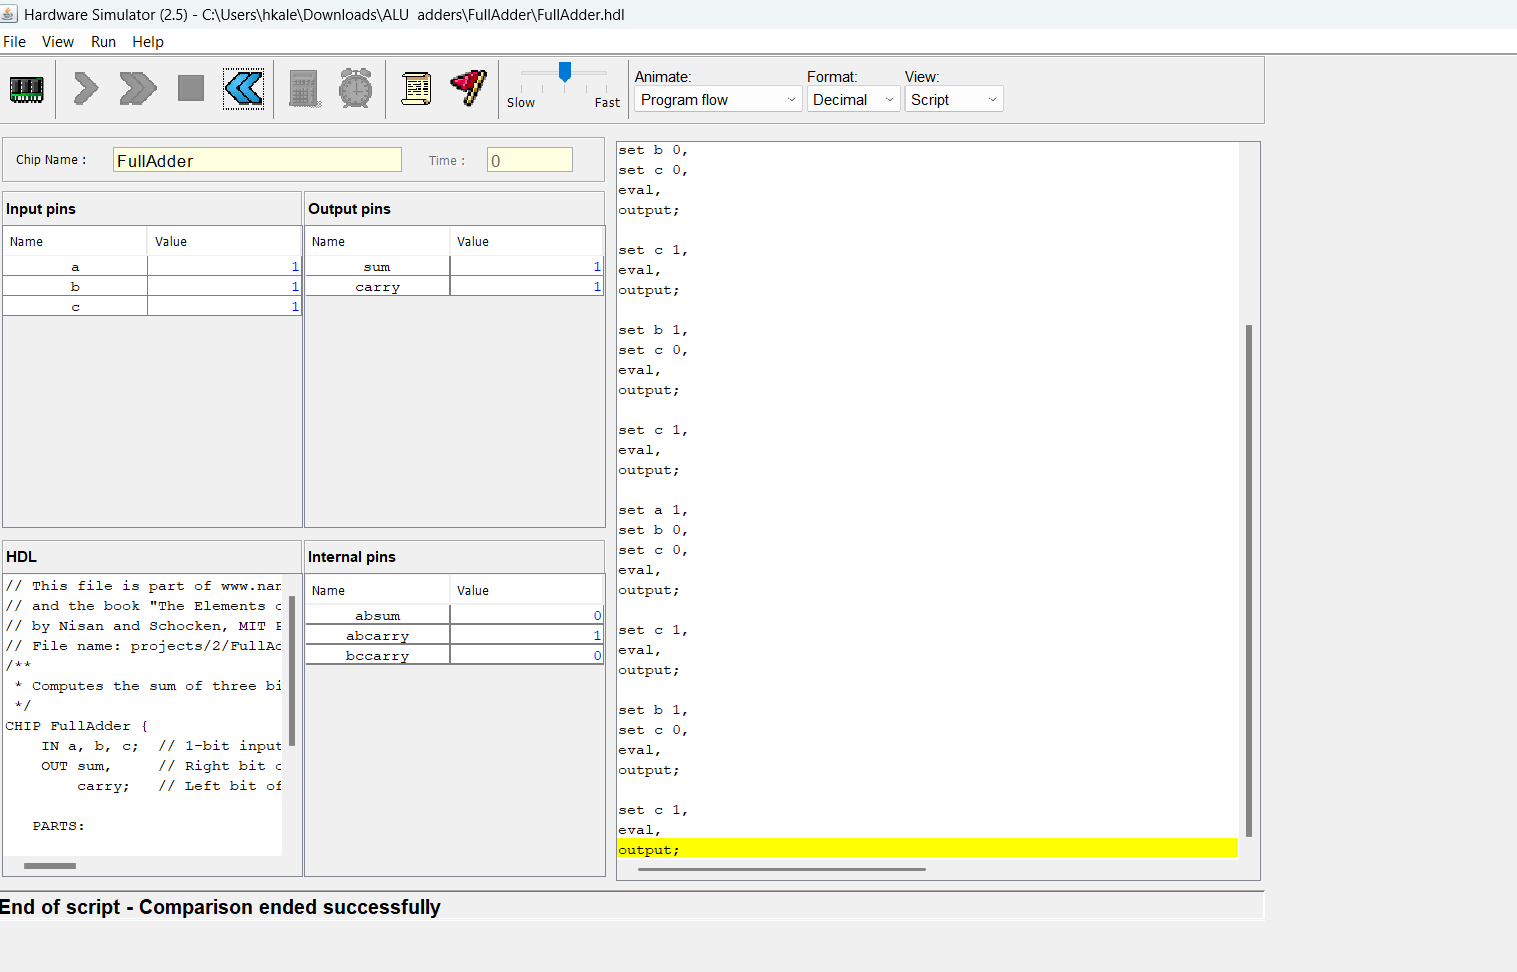 Hardware Simulator (2.5) - C:\Users\hkale\Downloads\ALU  adders\FullAdder\FullAdder.hdl
File View Run Help
Slow Fast
Animate: Format: View:
Program flow Decimal Script
Chip Name : FullAdder Time : 0
Input pins
Name Value
a 1
b 1
c 1
Output pins
Name Value
sum 1
carry 1
HDL
// This file is part of www.nan
// and the book "The Elements
// by Nisan and Schocken, MIT
// File name: projects/2/FullAd
/**
 * Computes the sum of three bi
 */
CHIP FullAdder {
    IN a, b, c;  // 1-bit input
    OUT sum,     // Right bit
        carry;   // Left bit of
   PARTS:
Internal pins
Name Value
absum 0
abcarry 1
bccarry 0
set b 0,
set c 0,
eval,
output;
set c 1,
eval,
output;
set b 1,
set c 0,
eval,
output;
set c 1,
eval,
output;
set a 1,
set b 0,
set c 0,
eval,
output;
set c 1,
eval,
output;
set b 1,
set c 0,
eval,
output;
set c 1,
eval,
output;
End of script - Comparison ended successfully